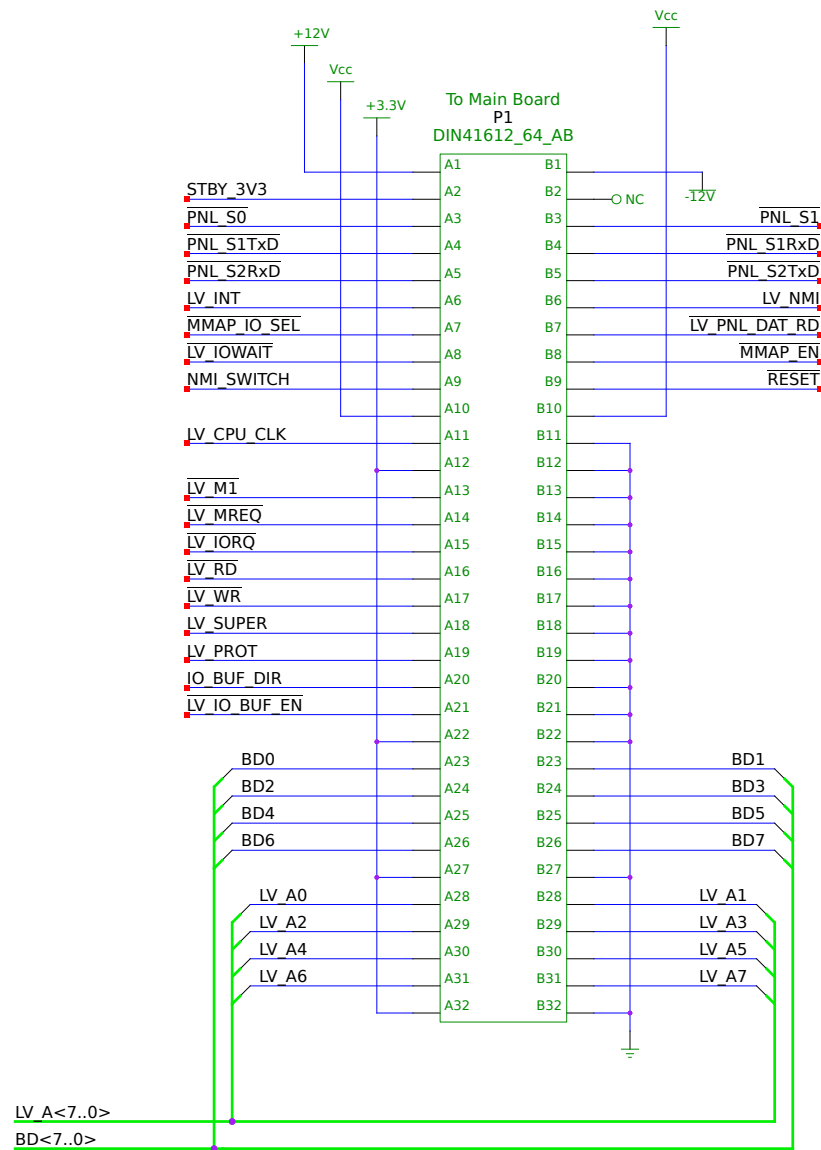 Vcc
+12V
Vcc
+3.3V
To Main Board
P1
DIN41612_64_AB
A1 B1
STBY_3V3 A2 B2 NC -12V
PNL_S0 A3 B3 PNL_S1
PNL_S1TxD A4 B4 PNL_S1RxD
PNL_S2RxD A5 B5 PNL_S2TxD
LV_INT A6 B6 LV_NMI
MMAP_IO_SEL A7 B7 LV_PNL_DAT_RD
LV_IOWAIT A8 B8 MMAP_EN
NMI_SWITCH A9 B9 RESET
A10 B10
LV_CPU_CLK A11 B11
A12 B12
LV_M1 A13 B13
LV_MREQ A14 B14
LV_IORQ A15 B15
LV_RD A16 B16
LV_WR A17 B17
LV_SUPER A18 B18
LV_PROT A19 B19
IO_BUF_DIR A20 B20
LV_IO_BUF_EN A21 B21
A22 B22
BD0 A23 B23 BD1
BD2 A24 B24 BD3
BD4 A25 B25 BD5
BD6 A26 B26 BD7
A27 B27
LV_A0 A28 B28 LV_A1
LV_A2 A29 B29 LV_A3
LV_A4 A30 B30 LV_A5
LV_A6 A31 B31 LV_A7
A32 B32
LV_A<7..0>
BD<7..0>